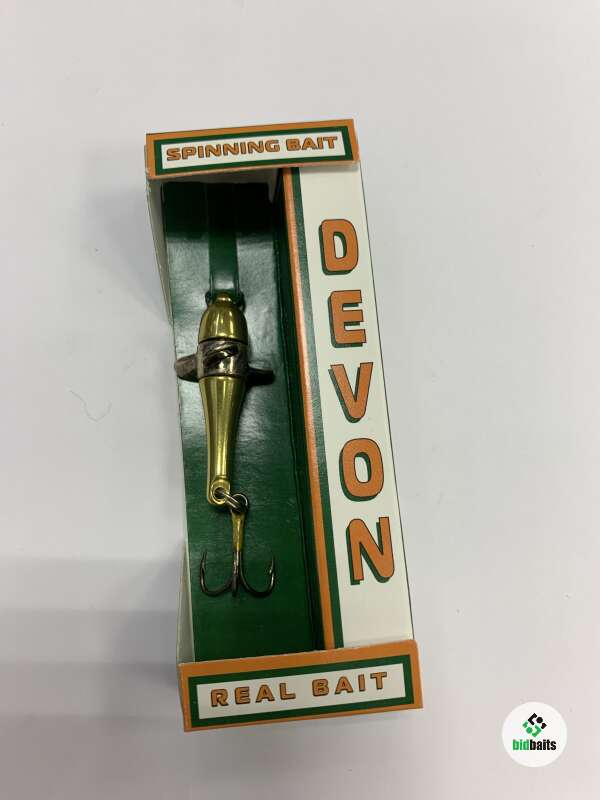 SPINNING BAIT
DEVON
REAL BAIT
bidbaits